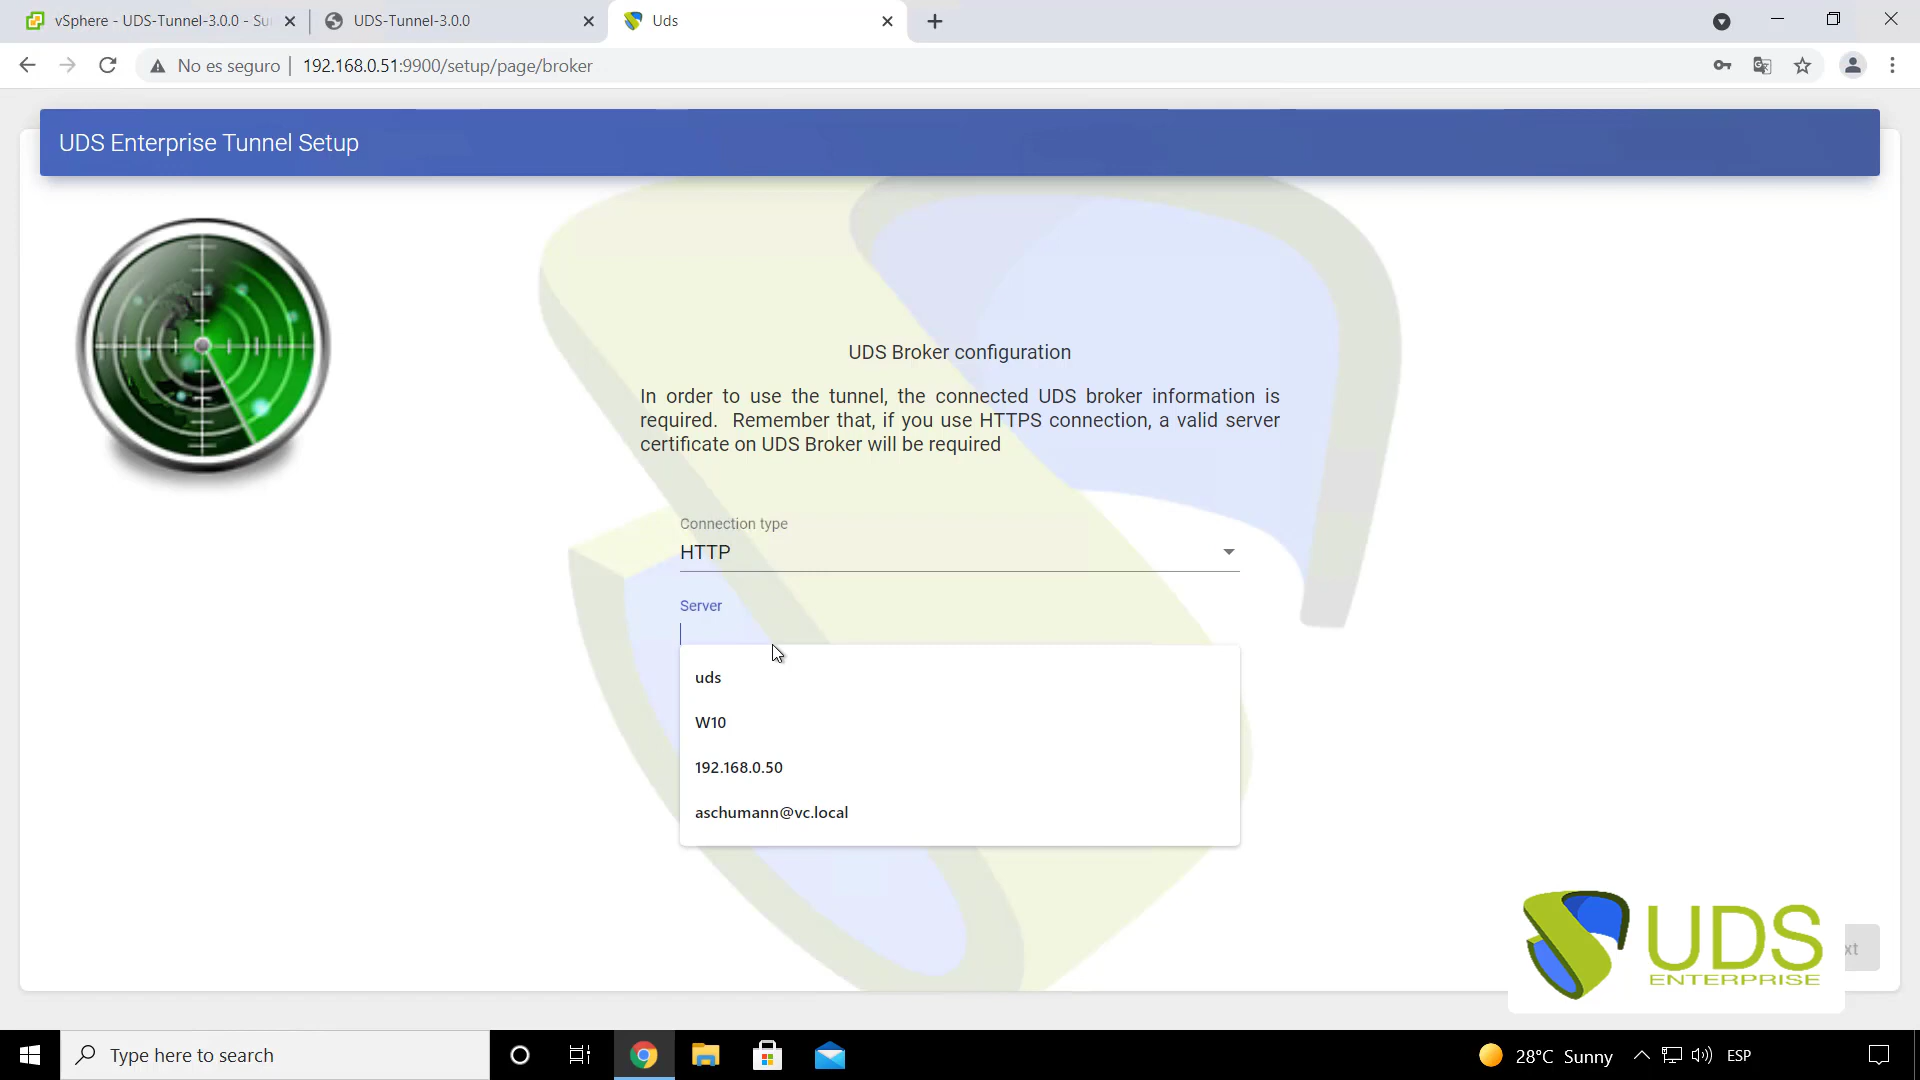 vSphere - UDS-Tunnel-3.0.0 - Su
UDS-Tunnel-3.0.0
Uds
No es seguro
192.168.0.51:9900/setup/page/broker
UDS Enterprise Tunnel Setup
UDS Broker configuration
In order to use the tunnel, the connected UDS broker information is
required. Remember that, if you use HTTPS connection, a valid server
certificate on UDS Broker will be required
Connection type
HTTP
Server
uds
W10
192.168.0.50
aschumann@vc.local
xt
UDS
ENTERPRISE
Type here to search
28°C Sunny
ESP